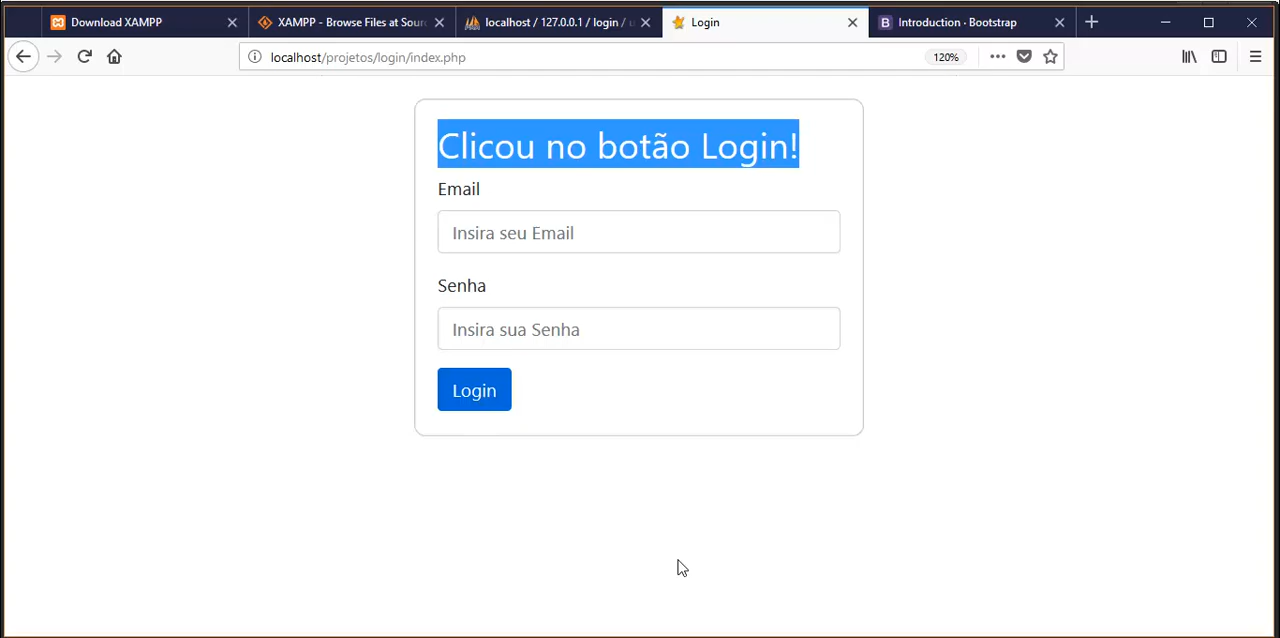 Download XAMPP
XAMPP - Browse Files at Sour
localhost / 127.0.0.1 / login /
Login
Introduction · Bootstrap
localhost/projetos/login/index.php
120%
Clicou no botão Login!
Email
Insira seu Email
Senha
Insira sua Senha
Login